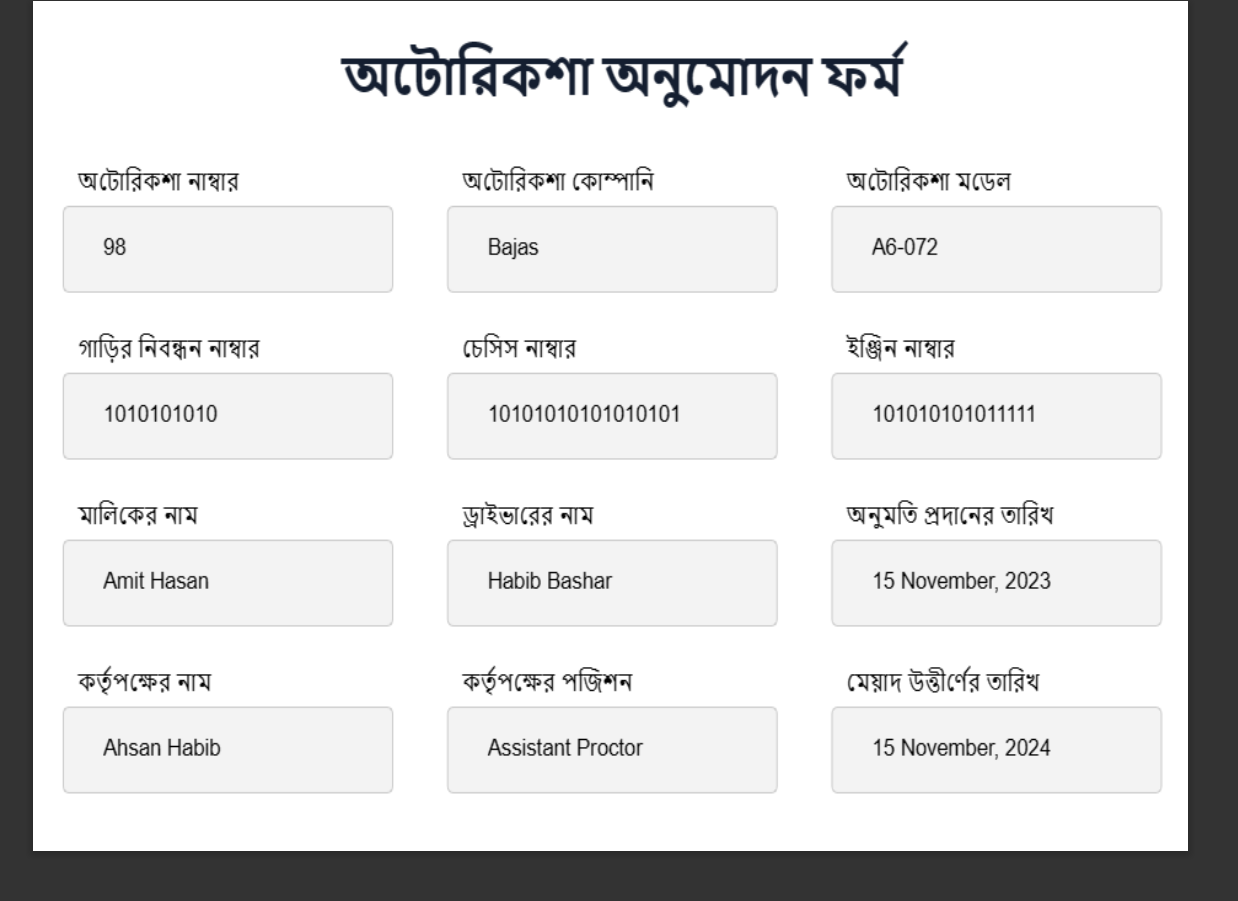 অটোরিকশা অনুমোদন ফর্ম
অটোরিকশা নাম্বার অটোরিকশা কোম্পানি অটোরিকশা মডেল
98 Bajas A6-072
গাড়ির নিবন্ধন নাম্বার চেসিস নাম্বার ইঞ্জিন নাম্বার
1010101010 10101010101010101 101010101011111
মালিকের নাম ড্রাইভারের নাম অনুমতি প্রদানের তারিখ
Amit Hasan Habib Bashar 15 November, 2023
কর্তৃপক্ষের নাম কর্তৃপক্ষের পজিশন মেয়াদ উত্তীর্ণের তারিখ
Ahsan Habib Assistant Proctor 15 November, 2024